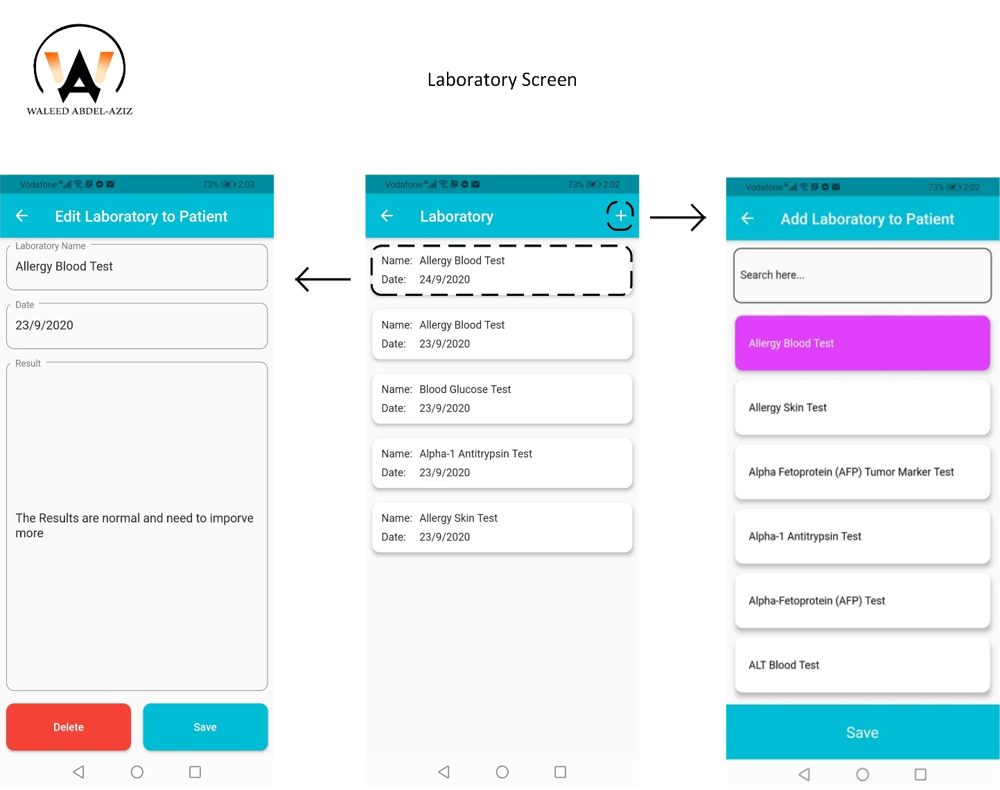 WALEED ABDEL-AZIZ
Laboratory Screen
Vodafone 4G 73% 2:03
Edit Laboratory to Patient
Laboratory Name
Allergy Blood Test
Date
23/9/2020
Result
The Results are normal and need to imporve
more
Delete
Save
Vodafone 4G 73% 2:02
Laboratory
Name: Allergy Blood Test
Date: 24/9/2020
Name: Allergy Blood Test
Date: 23/9/2020
Name: Blood Glucose Test
Date: 23/9/2020
Name: Alpha-1 Antitrypsin Test
Date: 23/9/2020
Name: Allergy Skin Test
Date: 23/9/2020
Vodafone 4G 73% 2:02
Add Laboratory to Patient
Search here...
Allergy Blood Test
Allergy Skin Test
Alpha Fetoprotein (AFP) Tumor Marker Test
Alpha-1 Antitrypsin Test
Alpha-Fetoprotein (AFP) Test
ALT Blood Test
Save